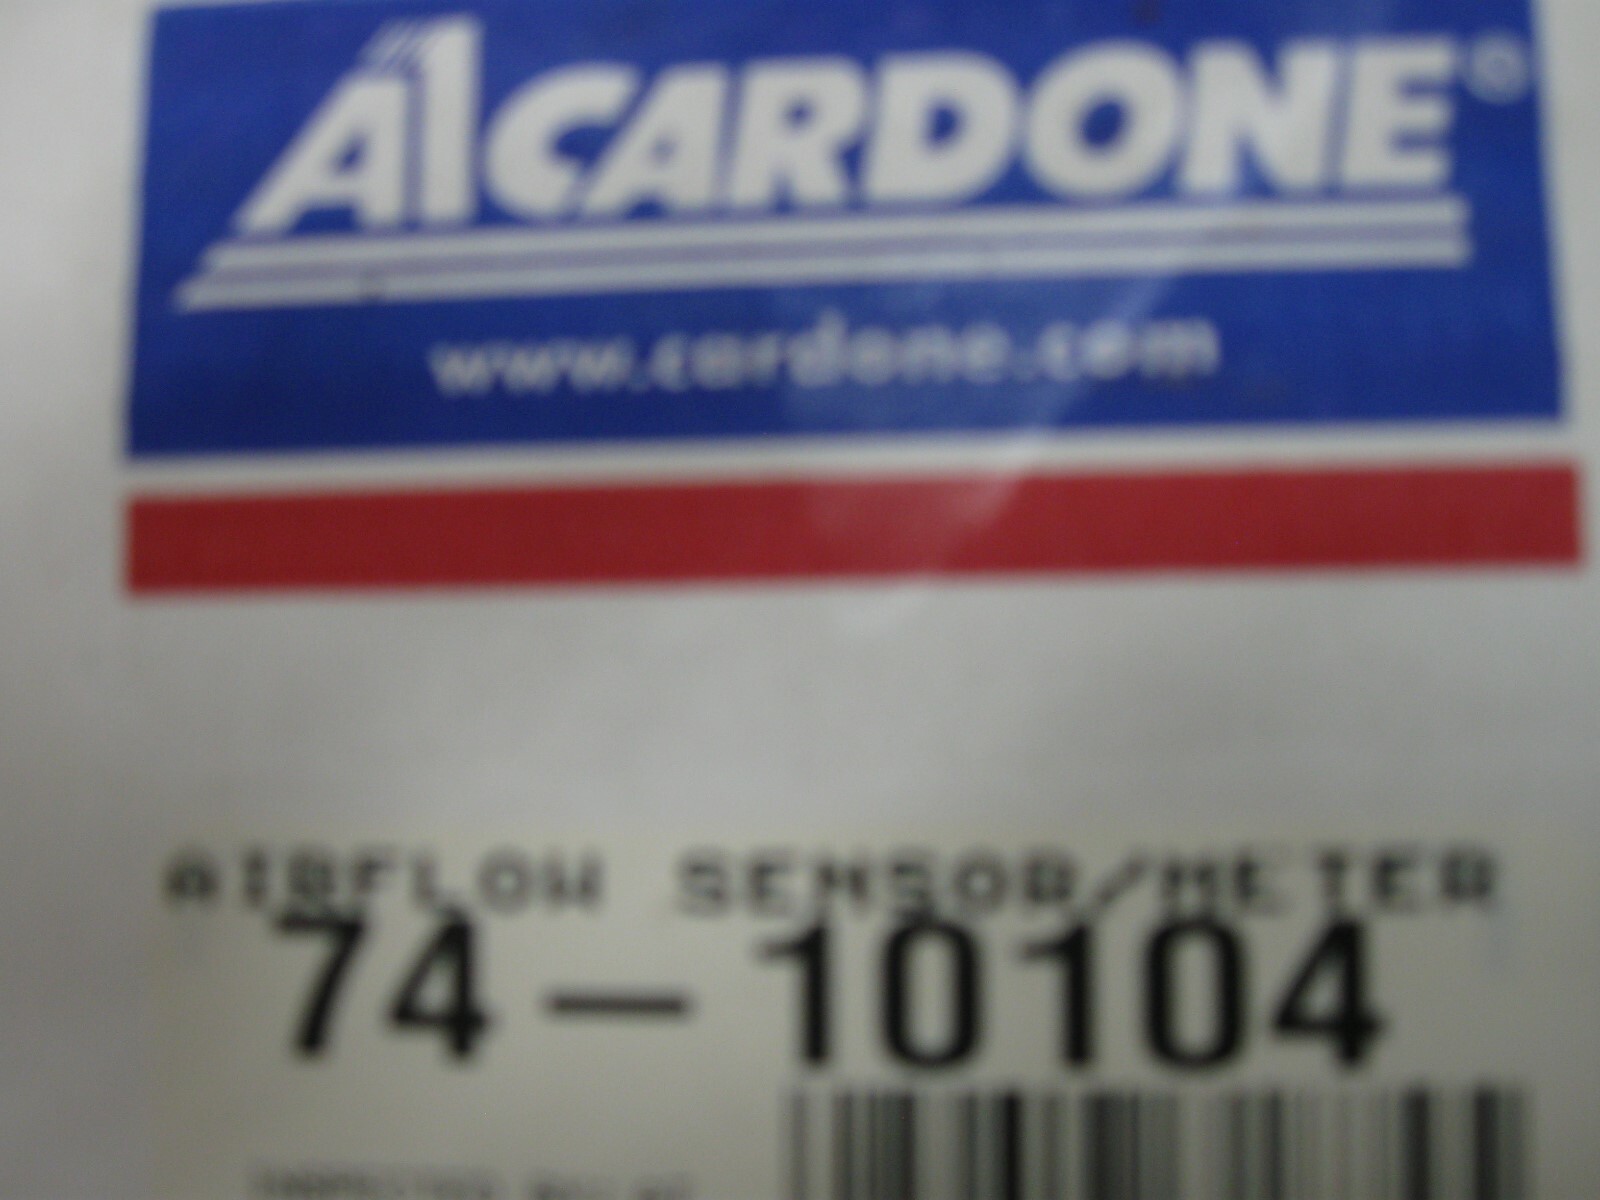 A1CARDONE®
www.cardone.com
AIRFLOW SENSOR/METER
74-10104